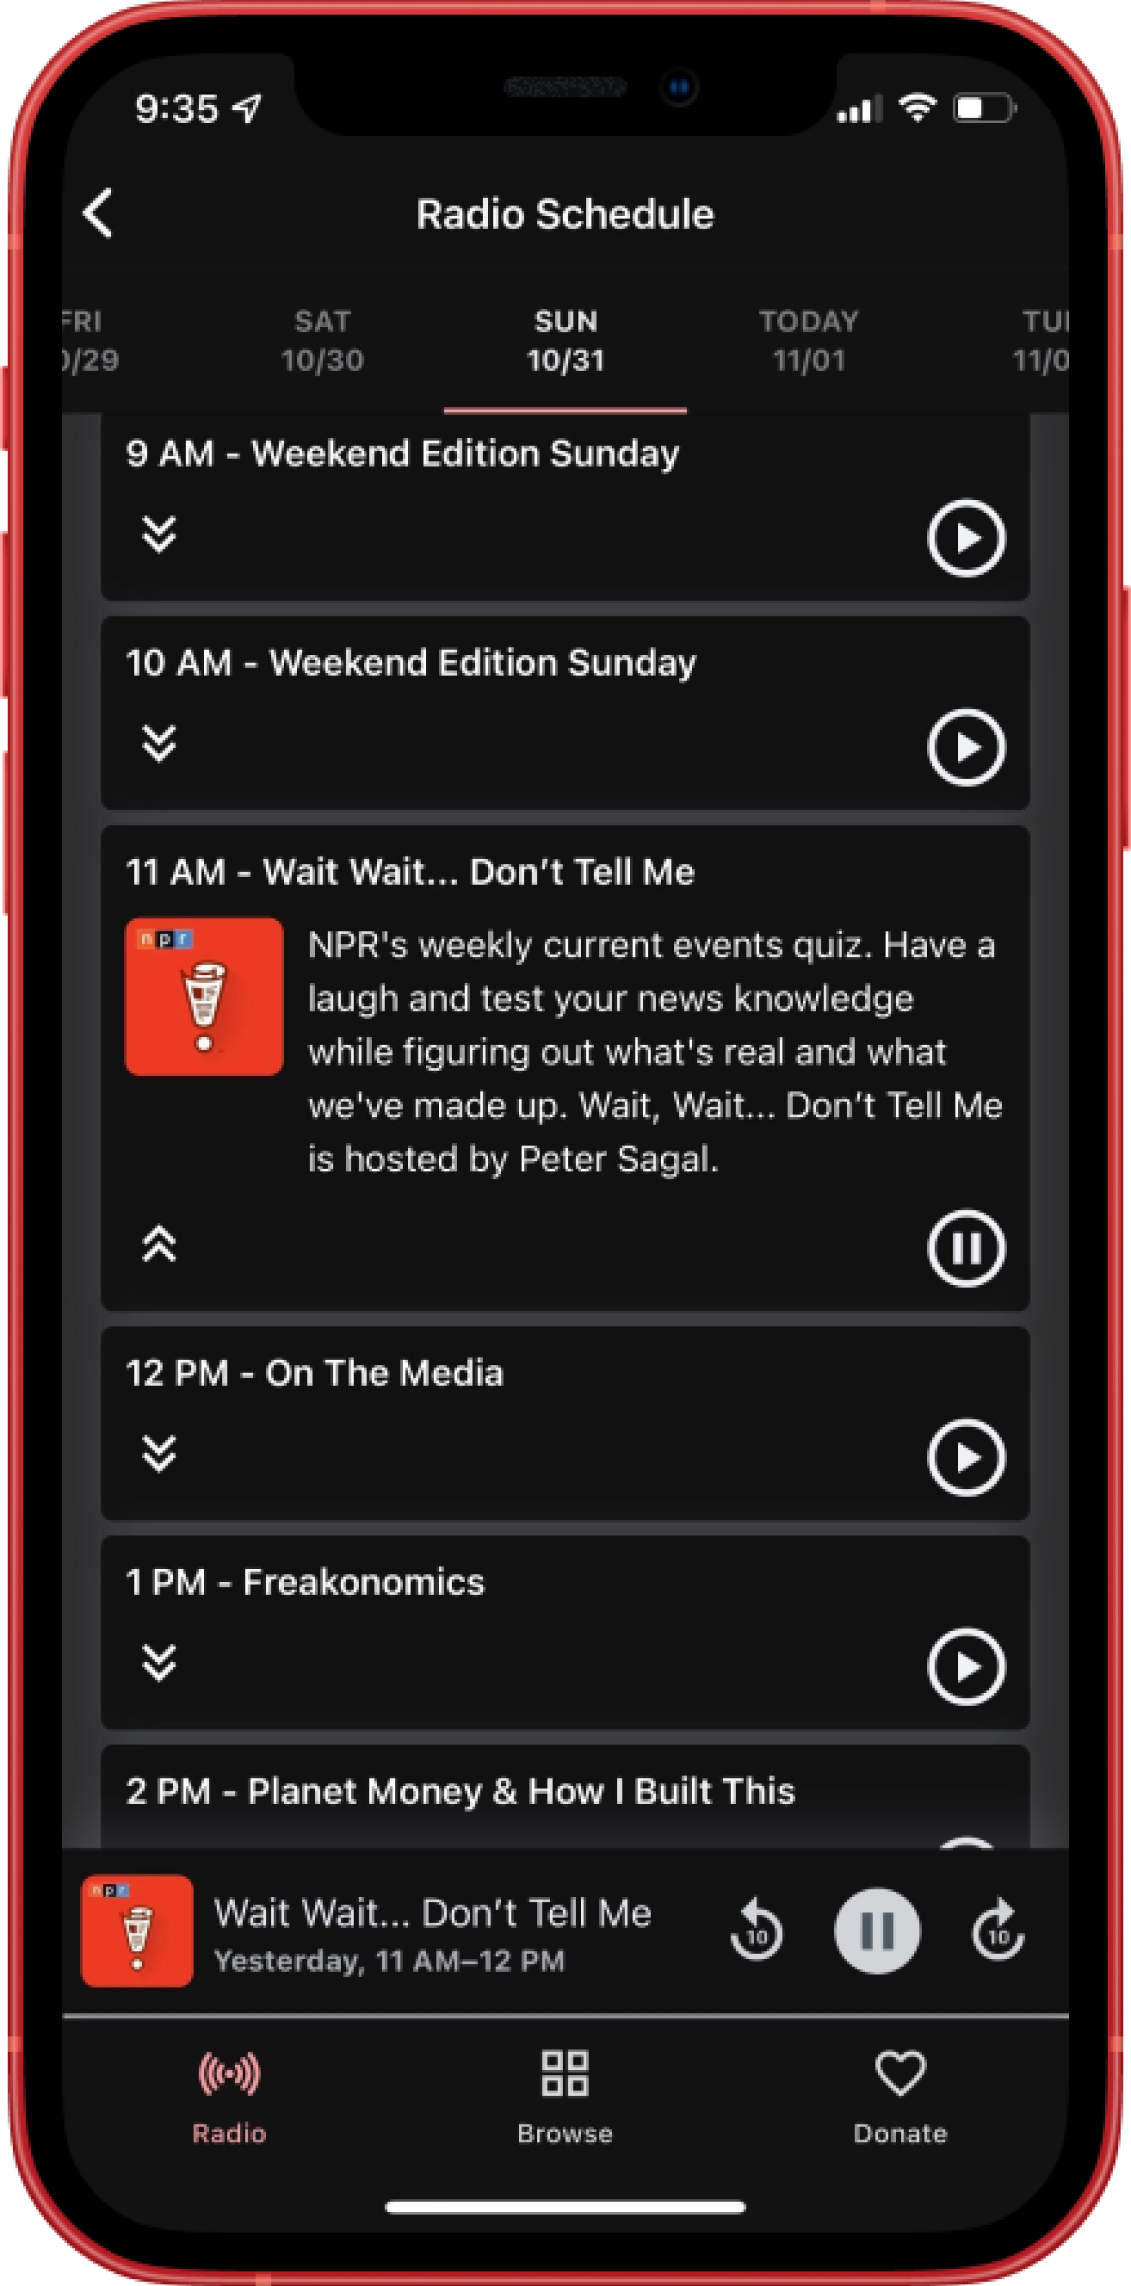 9:35
Radio Schedule
FRI
SAT
SUN
TODAY
0/29
10/30
10/31
11/01
11/0
9 AM - Weekend Edition Sunday
10 AM - Weekend Edition Sunday
11 AM - Wait Wait... Don’t Tell Me
npr
NPR's weekly current events quiz. Have a
laugh and test your news knowledge
while figuring out what's real and what
we've made up. Wait, Wait... Don’t Tell Me
is hosted by Peter Sagal.
12 PM - On The Media
1 PM - Freakonomics
2 PM - Planet Money & How I Built This
npr
Wait Wait... Don’t Tell Me
Yesterday, 11 AM–12 PM
10
10
Radio
Browse
Donate